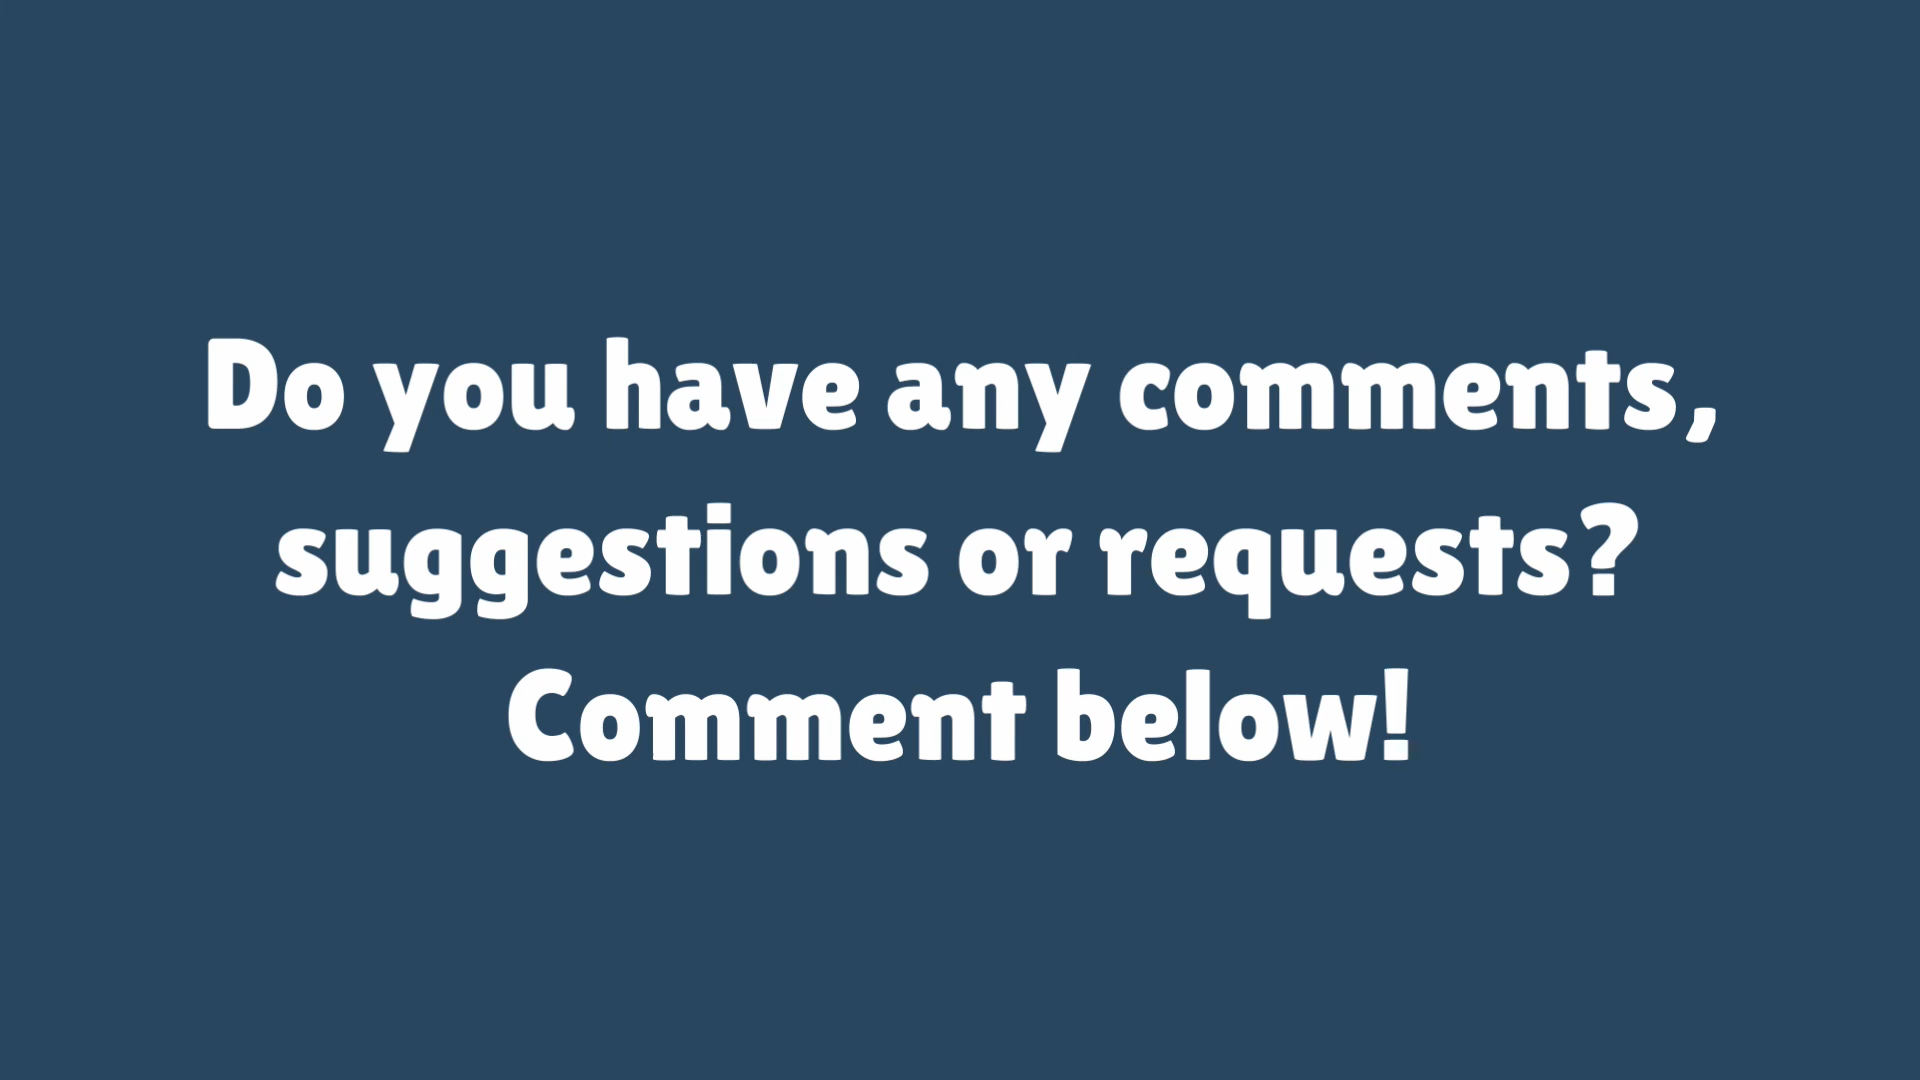 Do you have any comments,
suggestions or requests?
Comment below!